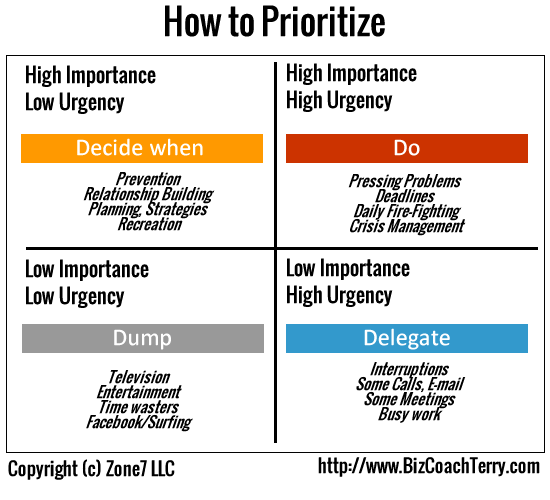 How to Prioritize
High Importance
Low Urgency
Decide when
Prevention
Relationship Building
Planning, Strategies
Recreation
High Importance
High Urgency
Do
Pressing Problems
Deadlines
Daily Fire-Fighting
Crisis Management
Low Importance
Low Urgency
Dump
Television
Entertainment
Time wasters
Facebook/Surfing
Low Importance
High Urgency
Delegate
Interruptions
Some Calls, E-mail
Some Meetings
Busy work
Copyright (c) Zone7 LLC
http://www.BizCoachTerry.com